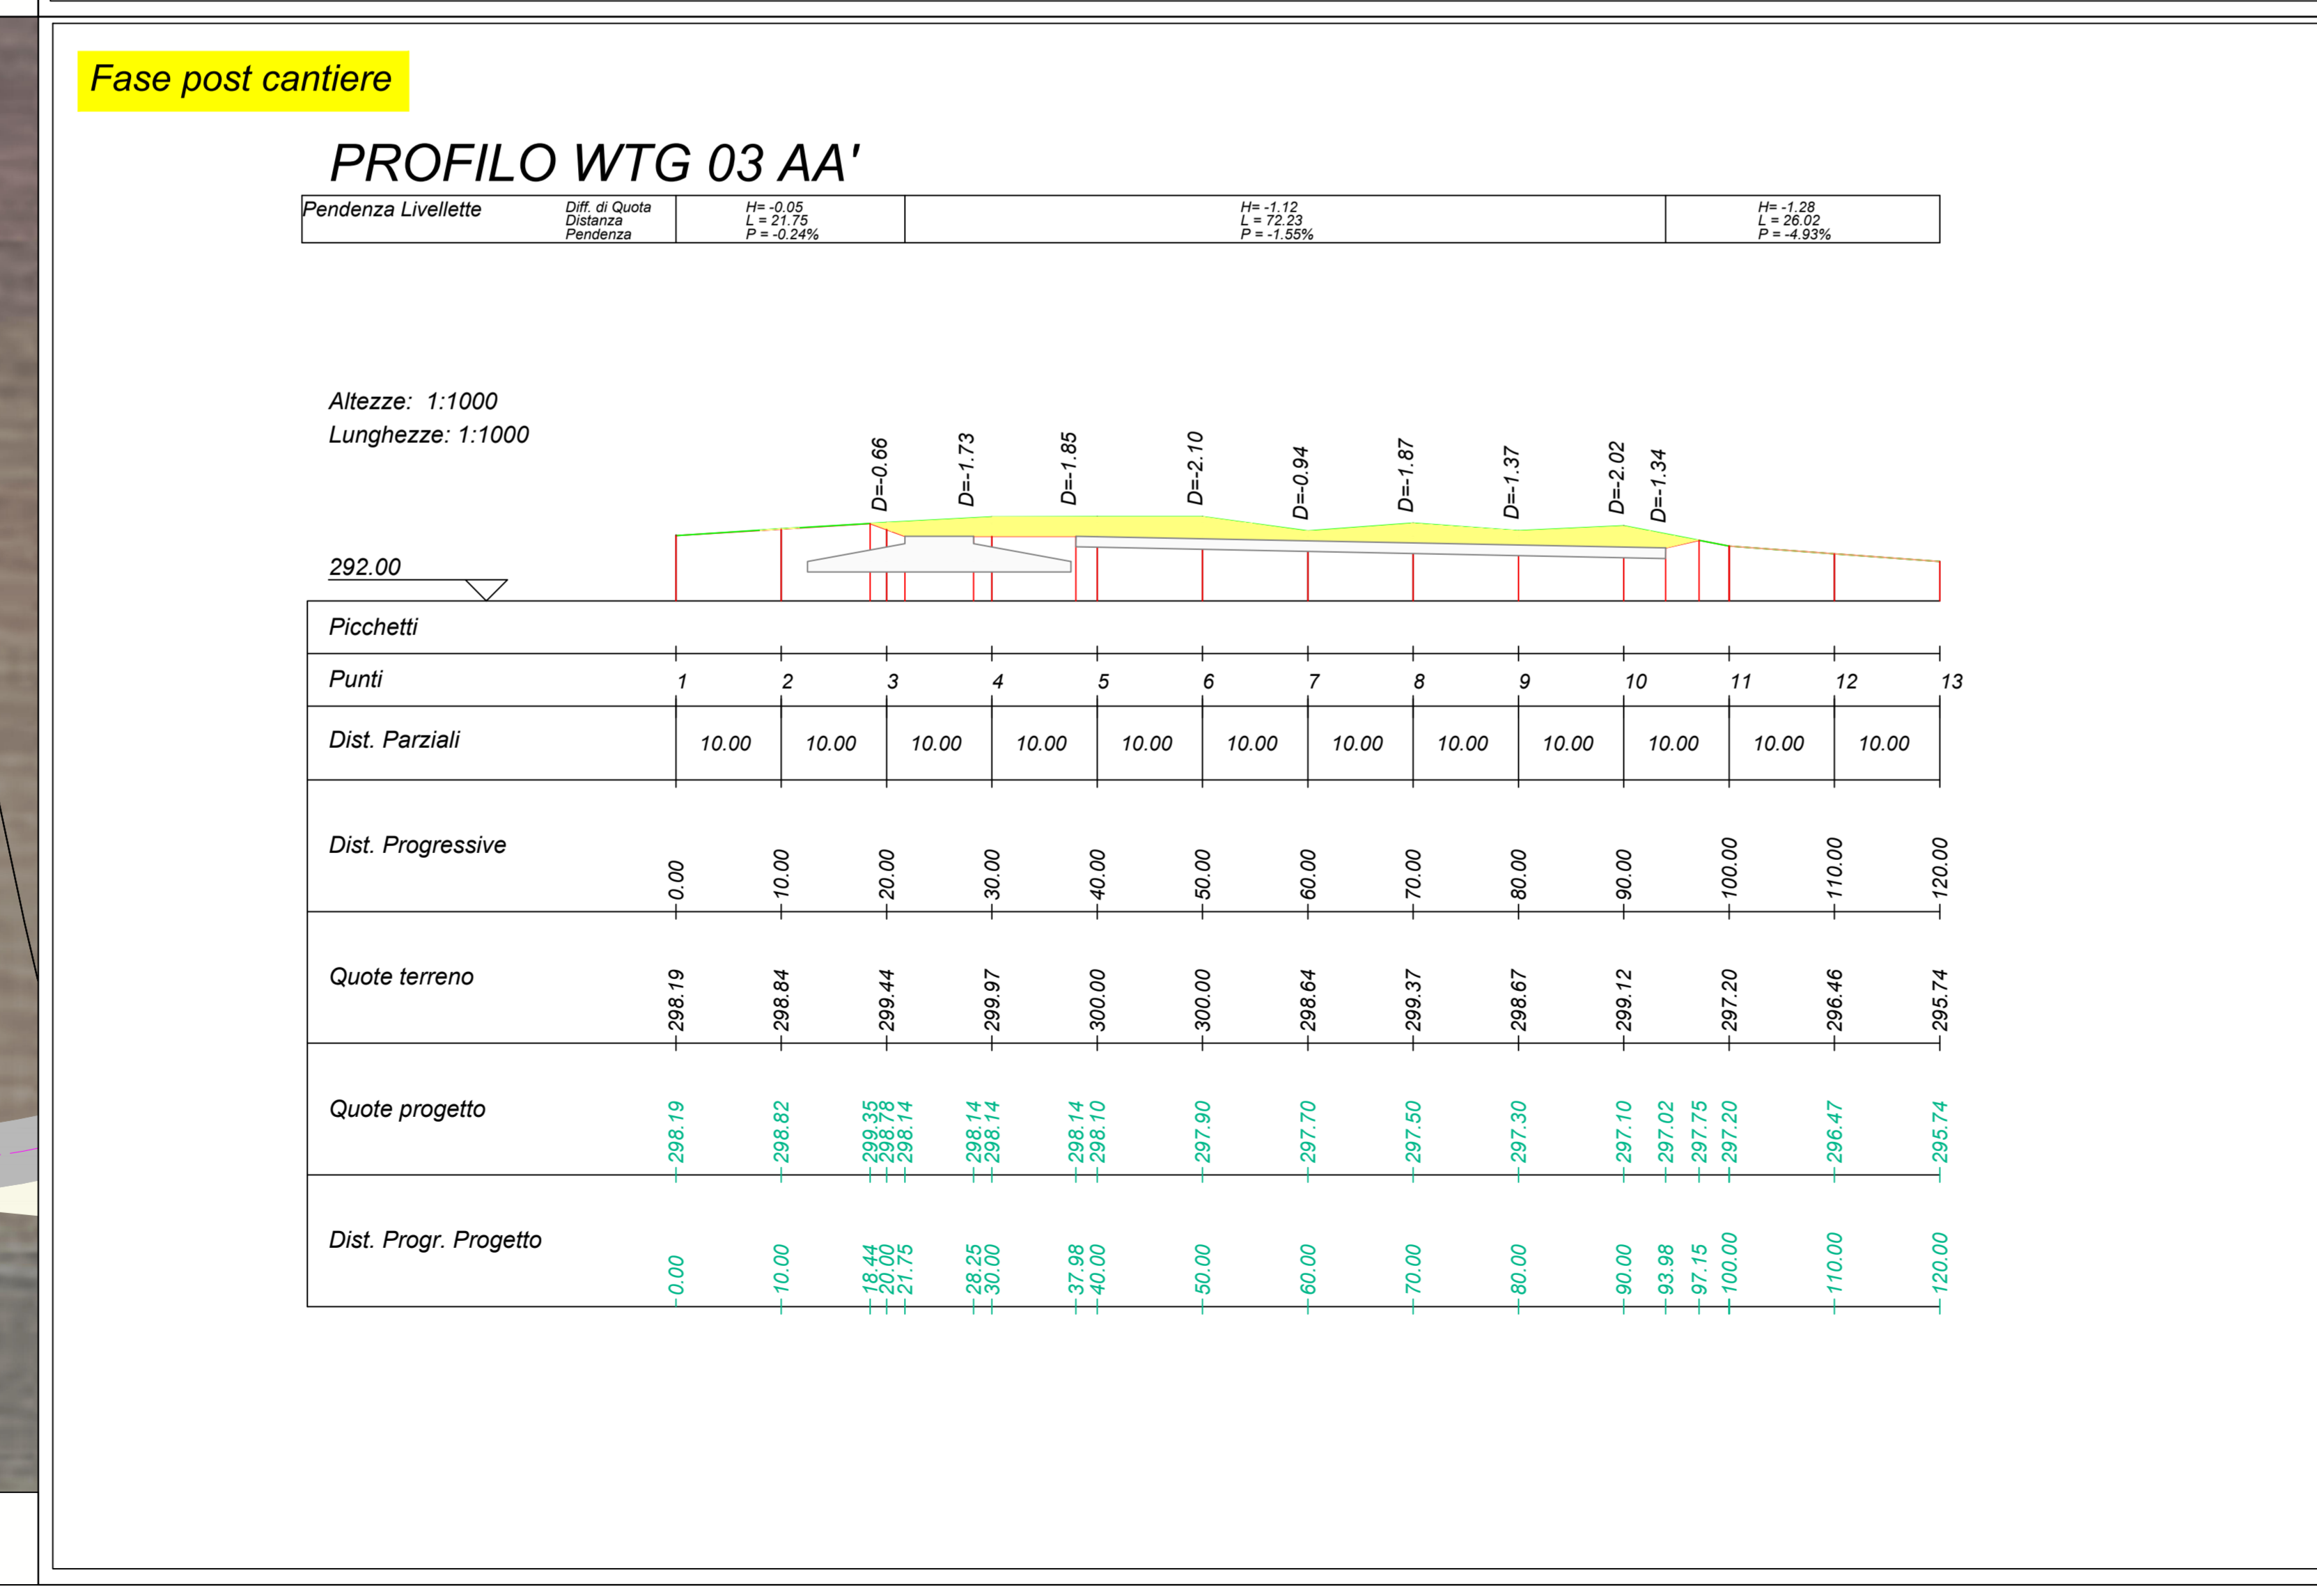 Fase post cantiere
PROFILO WTG 03 AA'
Pendenza Livellette
Diff. di Quota
Distanza
Pendenza
H= -0.05
L = 21.75
P = -0.24%
H= -1.12
L = 72.23
P = -1.55%
H= -1.28
L = 26.02
P = -4.93%
Altezze: 1:1000
Lunghezze: 1:1000
D=-0.66 D=-1.73 D=-1.85 D=-2.10 D=-0.94 D=-1.87 D=-1.37 D=-2.02 D=-1.34
292.00
Picchetti
Punti 1 2 3 4 5 6 7 8 9 10 11 12 13
Dist. Parziali 10.00 10.00 10.00 10.00 10.00 10.00 10.00 10.00 10.00 10.00 10.00 10.00
Dist. Progressive 0.00 10.00 20.00 30.00 40.00 50.00 60.00 70.00 80.00 90.00 100.00 110.00 120.00
Quote terreno 298.19 298.84 299.44 299.97 300.00 300.00 298.64 299.37 298.67 299.12 297.20 296.46 295.74
Quote progetto 298.19 298.82 299.35 298.78 298.14 298.14 298.14 298.14 298.10 297.90 297.70 297.50 297.30 297.10 297.02 297.75 297.20 296.47 295.74
Dist. Progr. Progetto 0.00 10.00 18.44 20.00 21.75 28.25 30.00 37.98 40.00 50.00 60.00 70.00 80.00 90.00 93.98 97.15 100.00 110.00 120.00